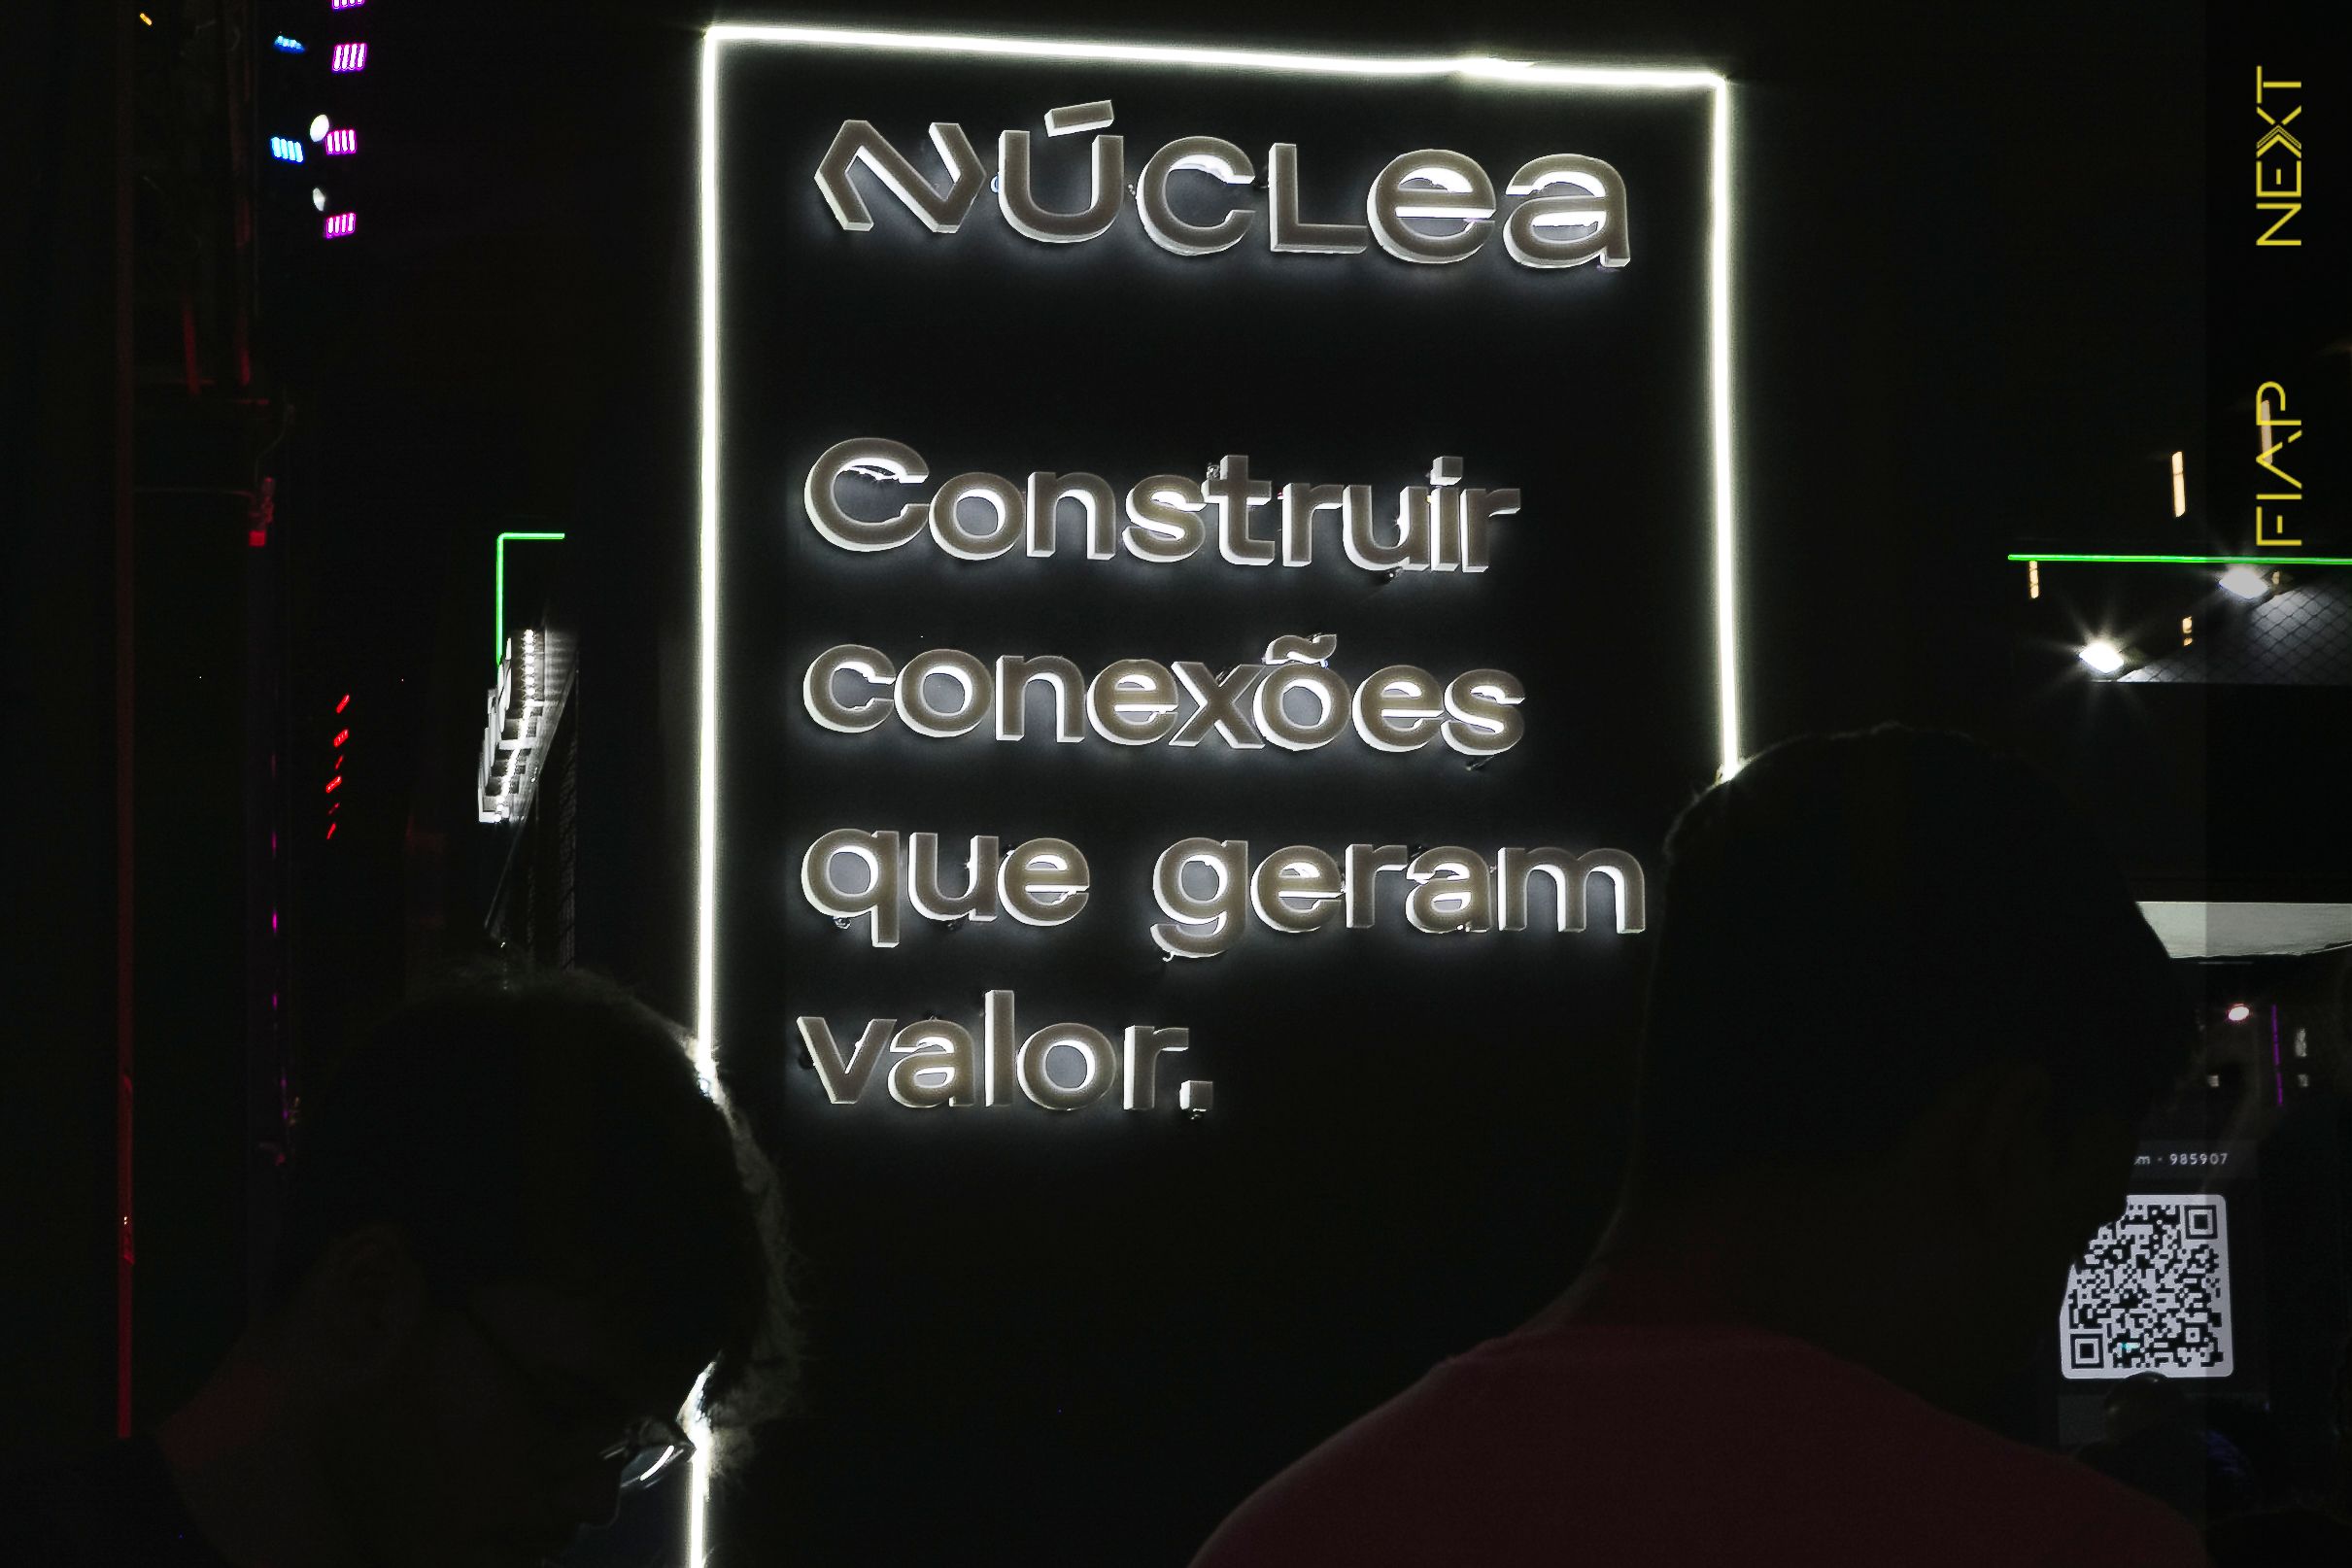 Núclea
Construir
conexões
que geram
valor.
FIAP NEXT
985907